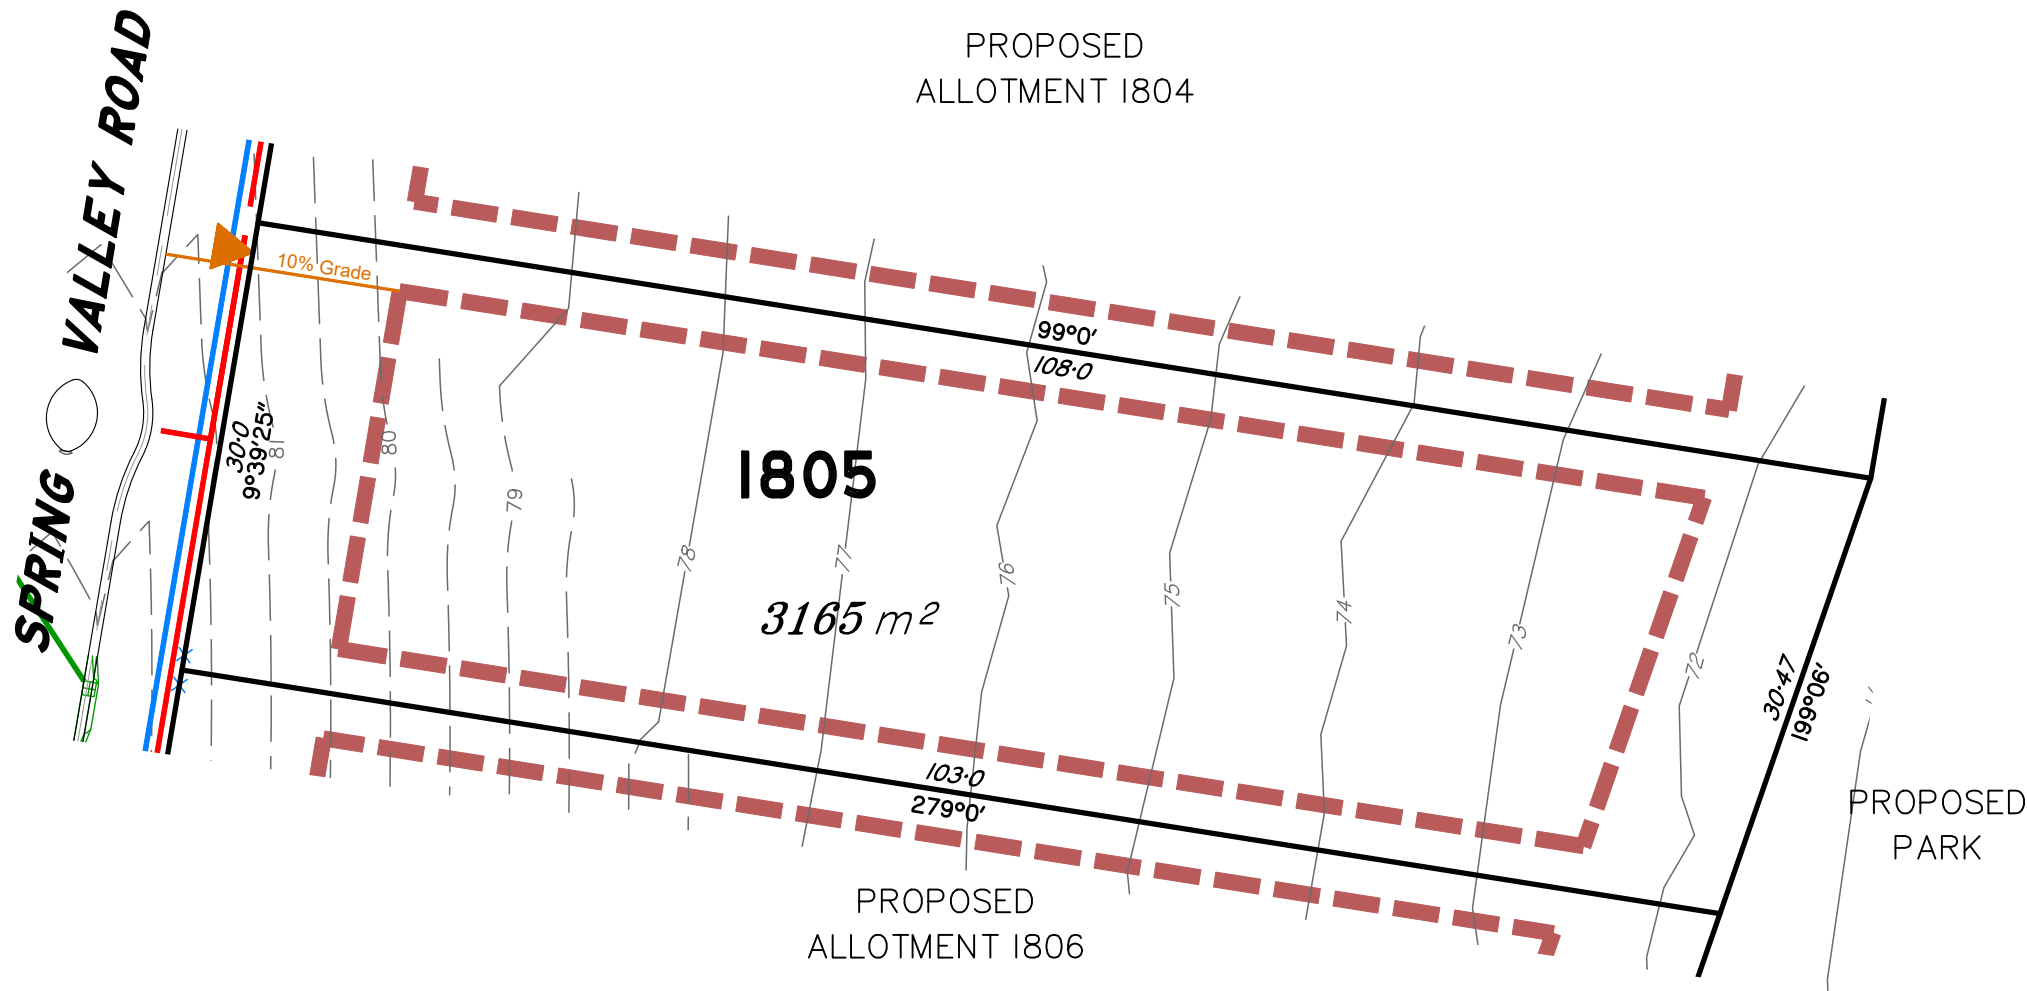 PROPOSED
ALLOTMENT 1804
SPRING VALLEY ROAD
10% Grade
99°0'
108·0
30·0
9°39'25"
81
80
79
78
77
76
75
74
73
72
1805
3165 m²
30·47
199°06'
103·0
279°0'
PROPOSED
PARK
PROPOSED
ALLOTMENT 1806